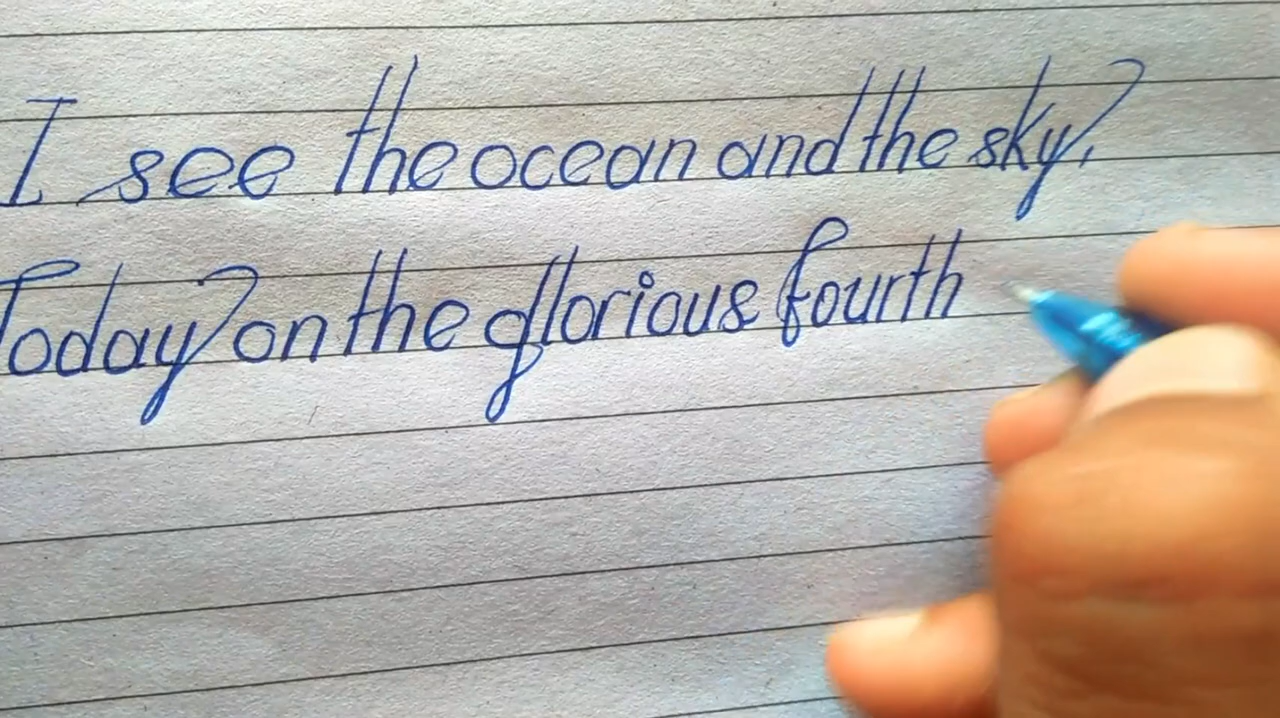 I see the ocean and the sky,
Today on the glorious fourth